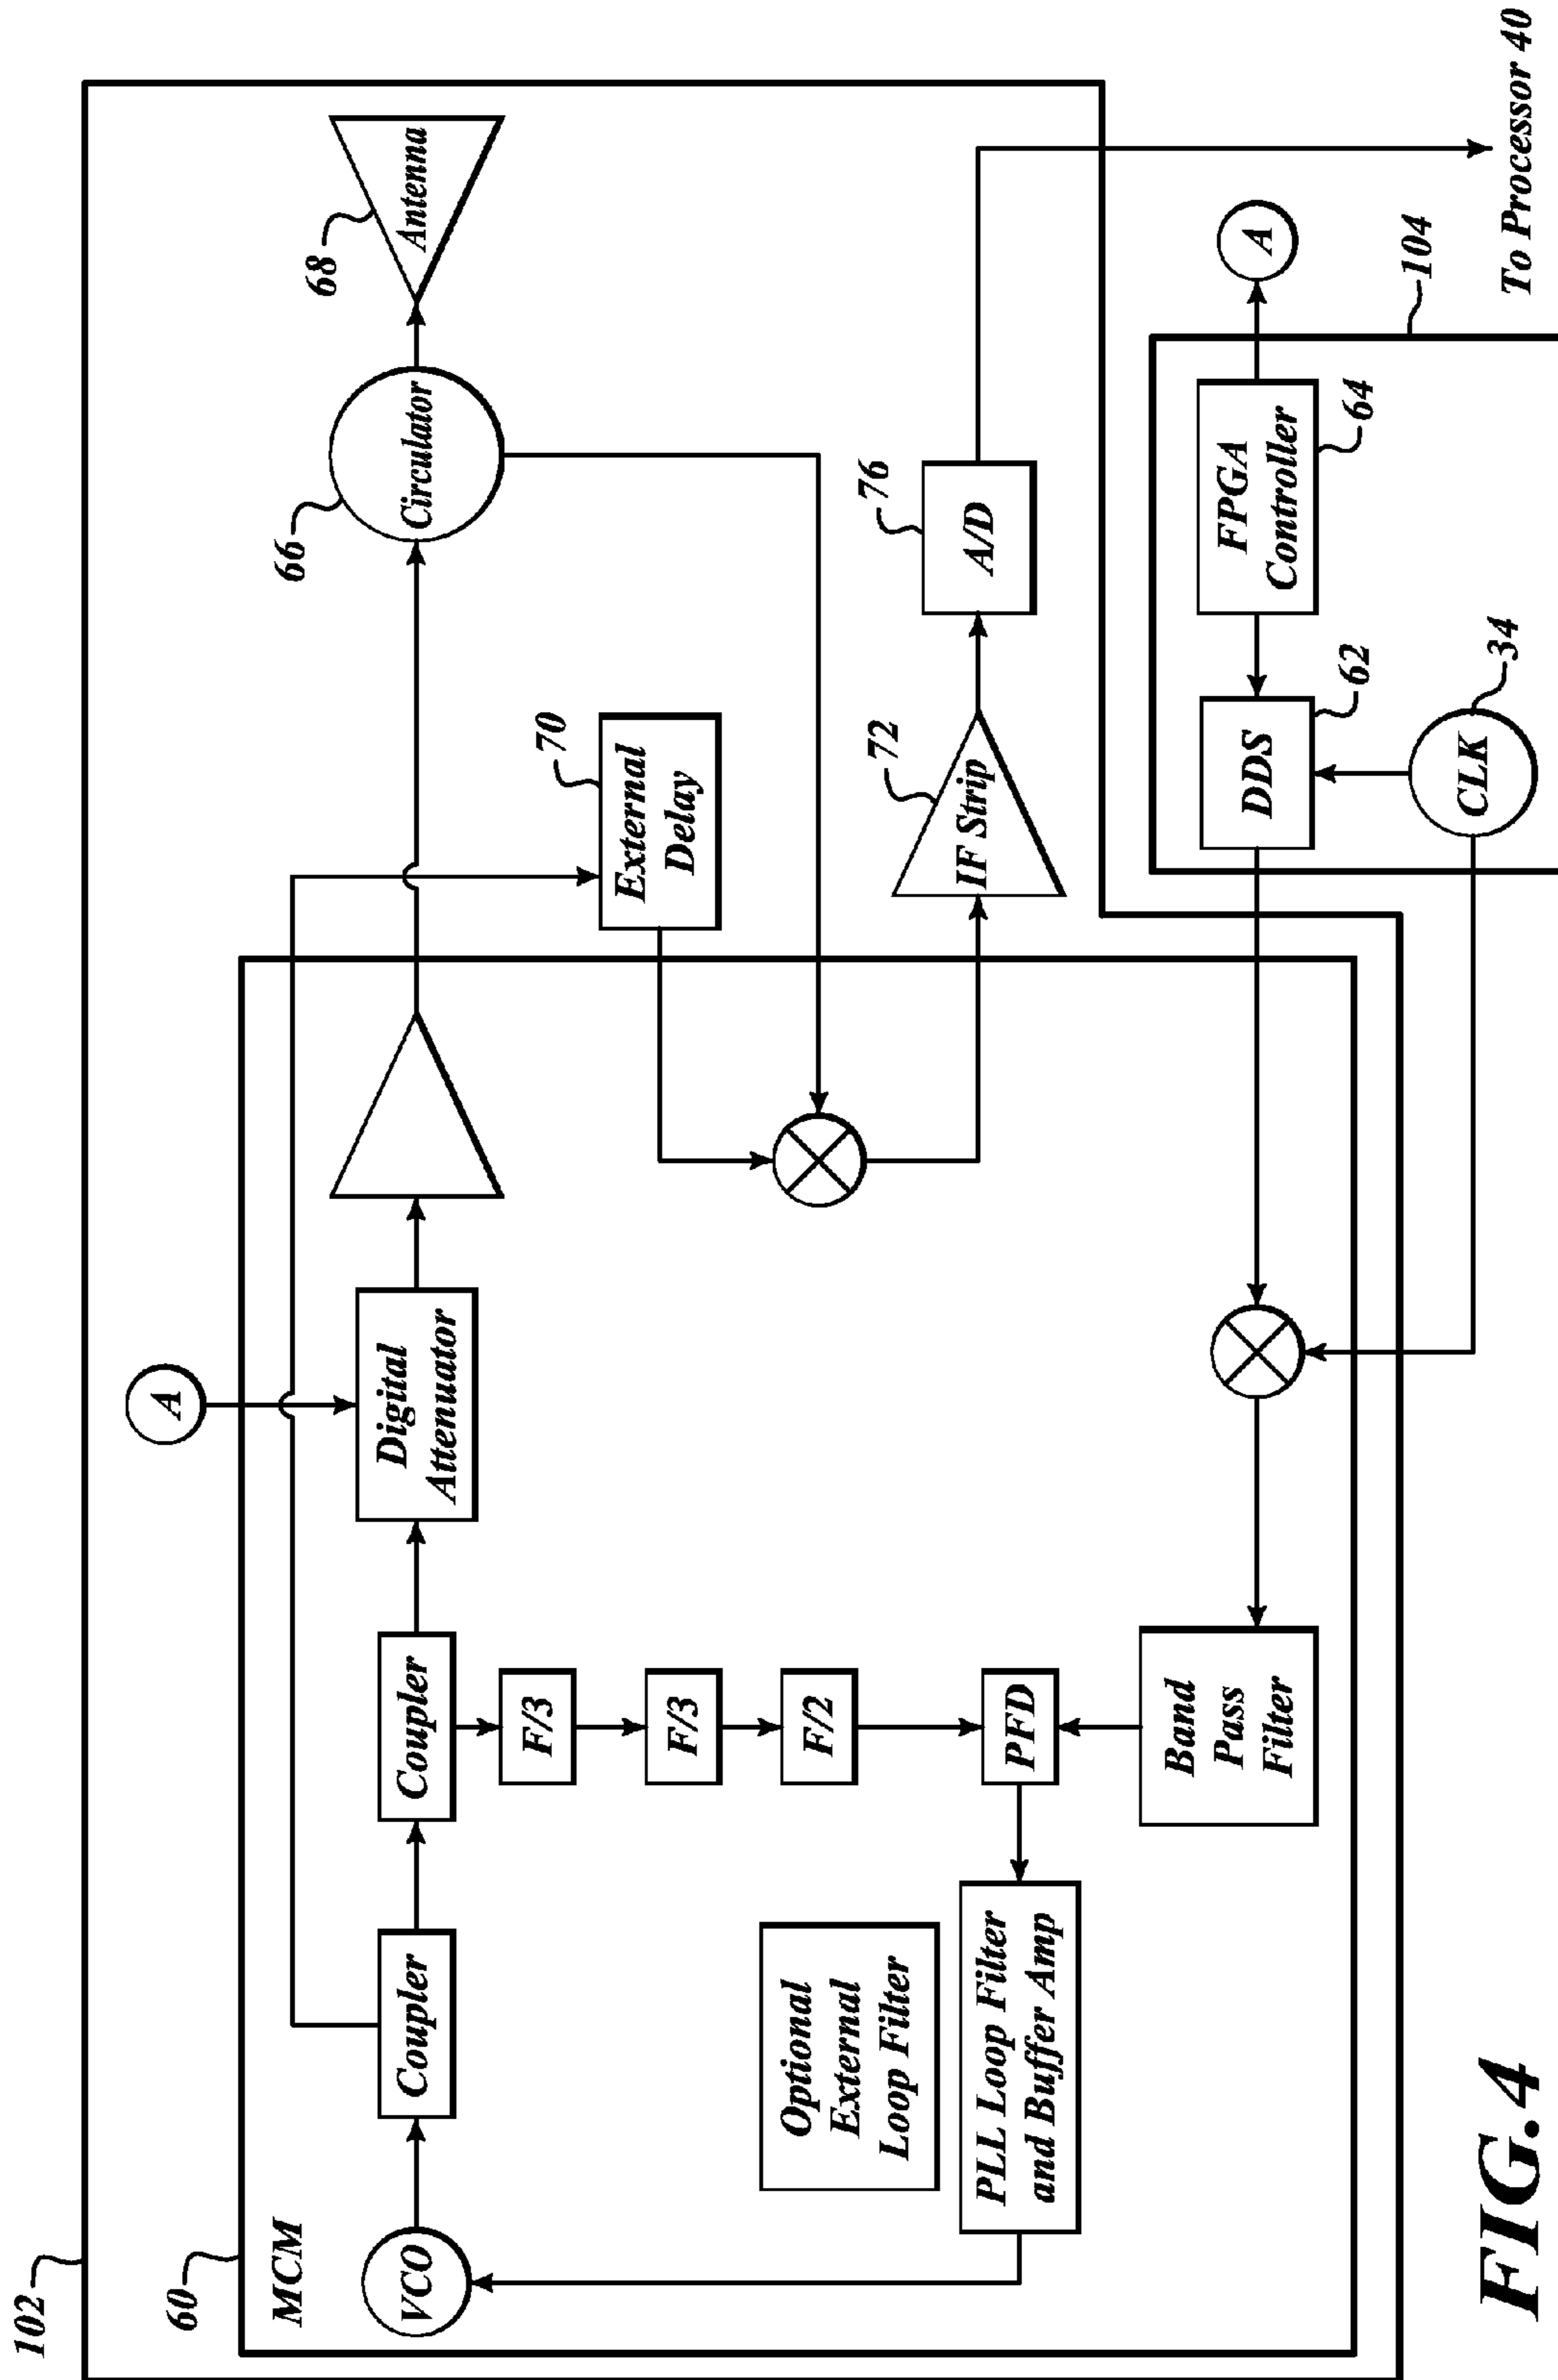 102
60
MCM
VCO
Coupler
Coupler
Digital
Attenuator
A
66
Circulator
68
Antenna
F/3
F/3
F/2
PFD
Optional
External
Loop Filter
PLL Loop Filter
and Buffer Amp
Band
Pass
Filter
70
External
Delay
72
IF Strip
76
A/D
DDS
62
FPGA
Controller
64
A
CLK
34
104
To Processor 40
FIG.4